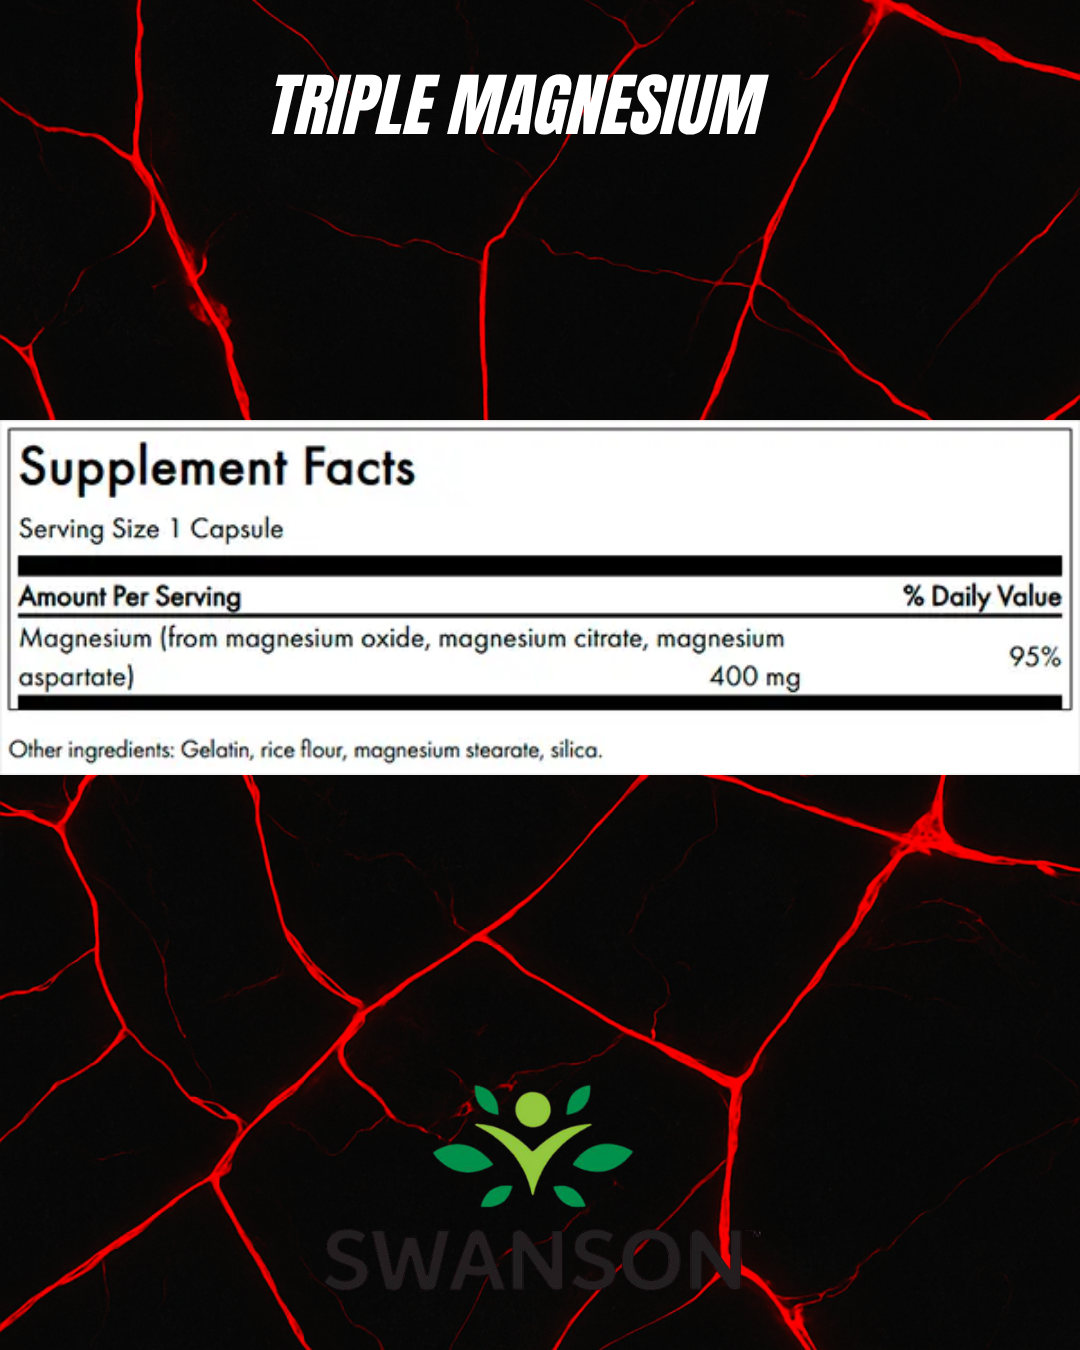 TRIPLE MAGNESIUM
Supplement Facts
Serving Size 1 Capsule
Amount Per Serving % Daily Value
Magnesium (from magnesium oxide, magnesium citrate, magnesium
aspartate) 400 mg 95%
Other ingredients: Gelatin, rice flour, magnesium stearate, silica.
SWANSON™